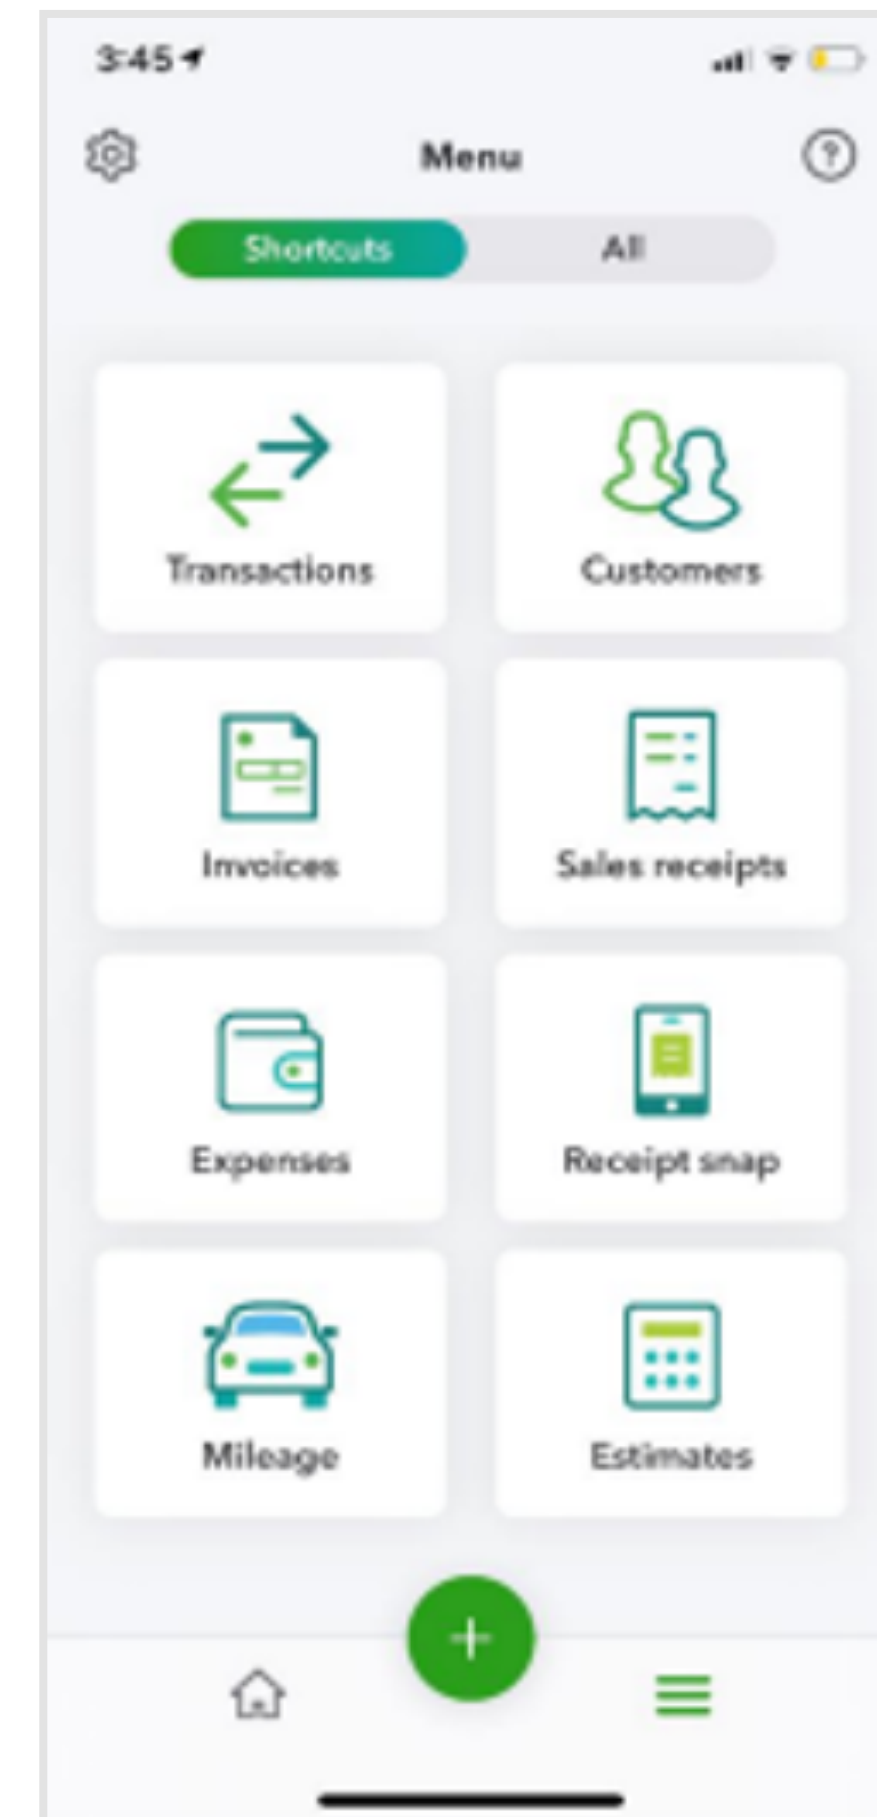 3:45
Menu
?
Shortcuts All
Transactions Customers
Invoices Sales receipts
Expenses Receipt snap
Mileage Estimates
+